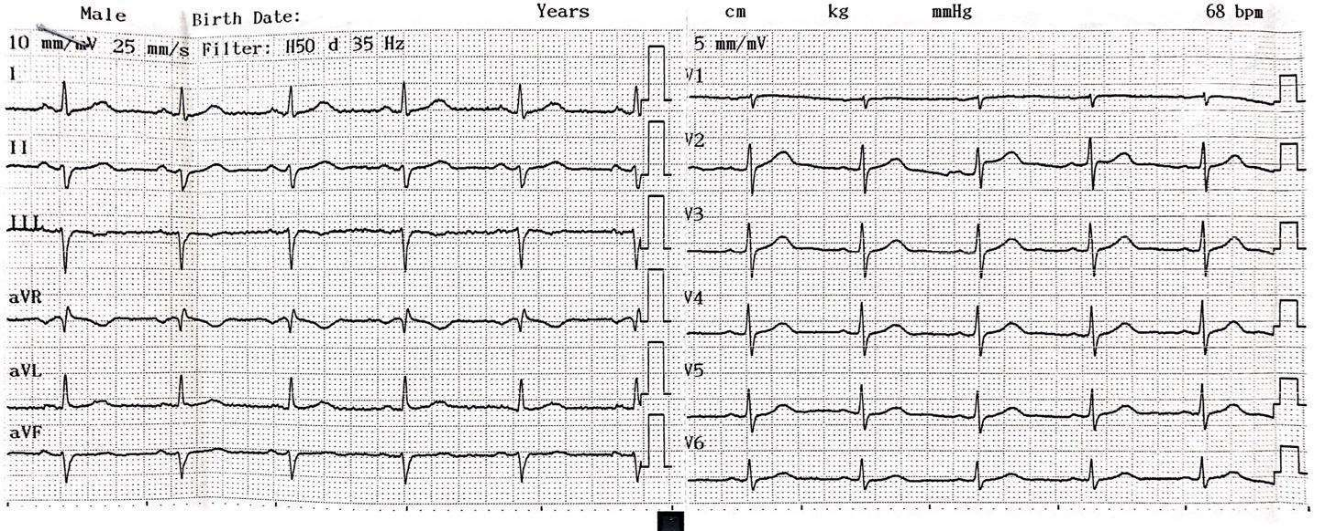 Male Birth Date: Years cm kg mmHg 68 bpm
10 mm/mV 25 mm/s Filter: H50 d 35 Hz 5 mm/mV
I
II
III
aVR
aVL
aVF
V1
V2
V3
V4
V5
V6